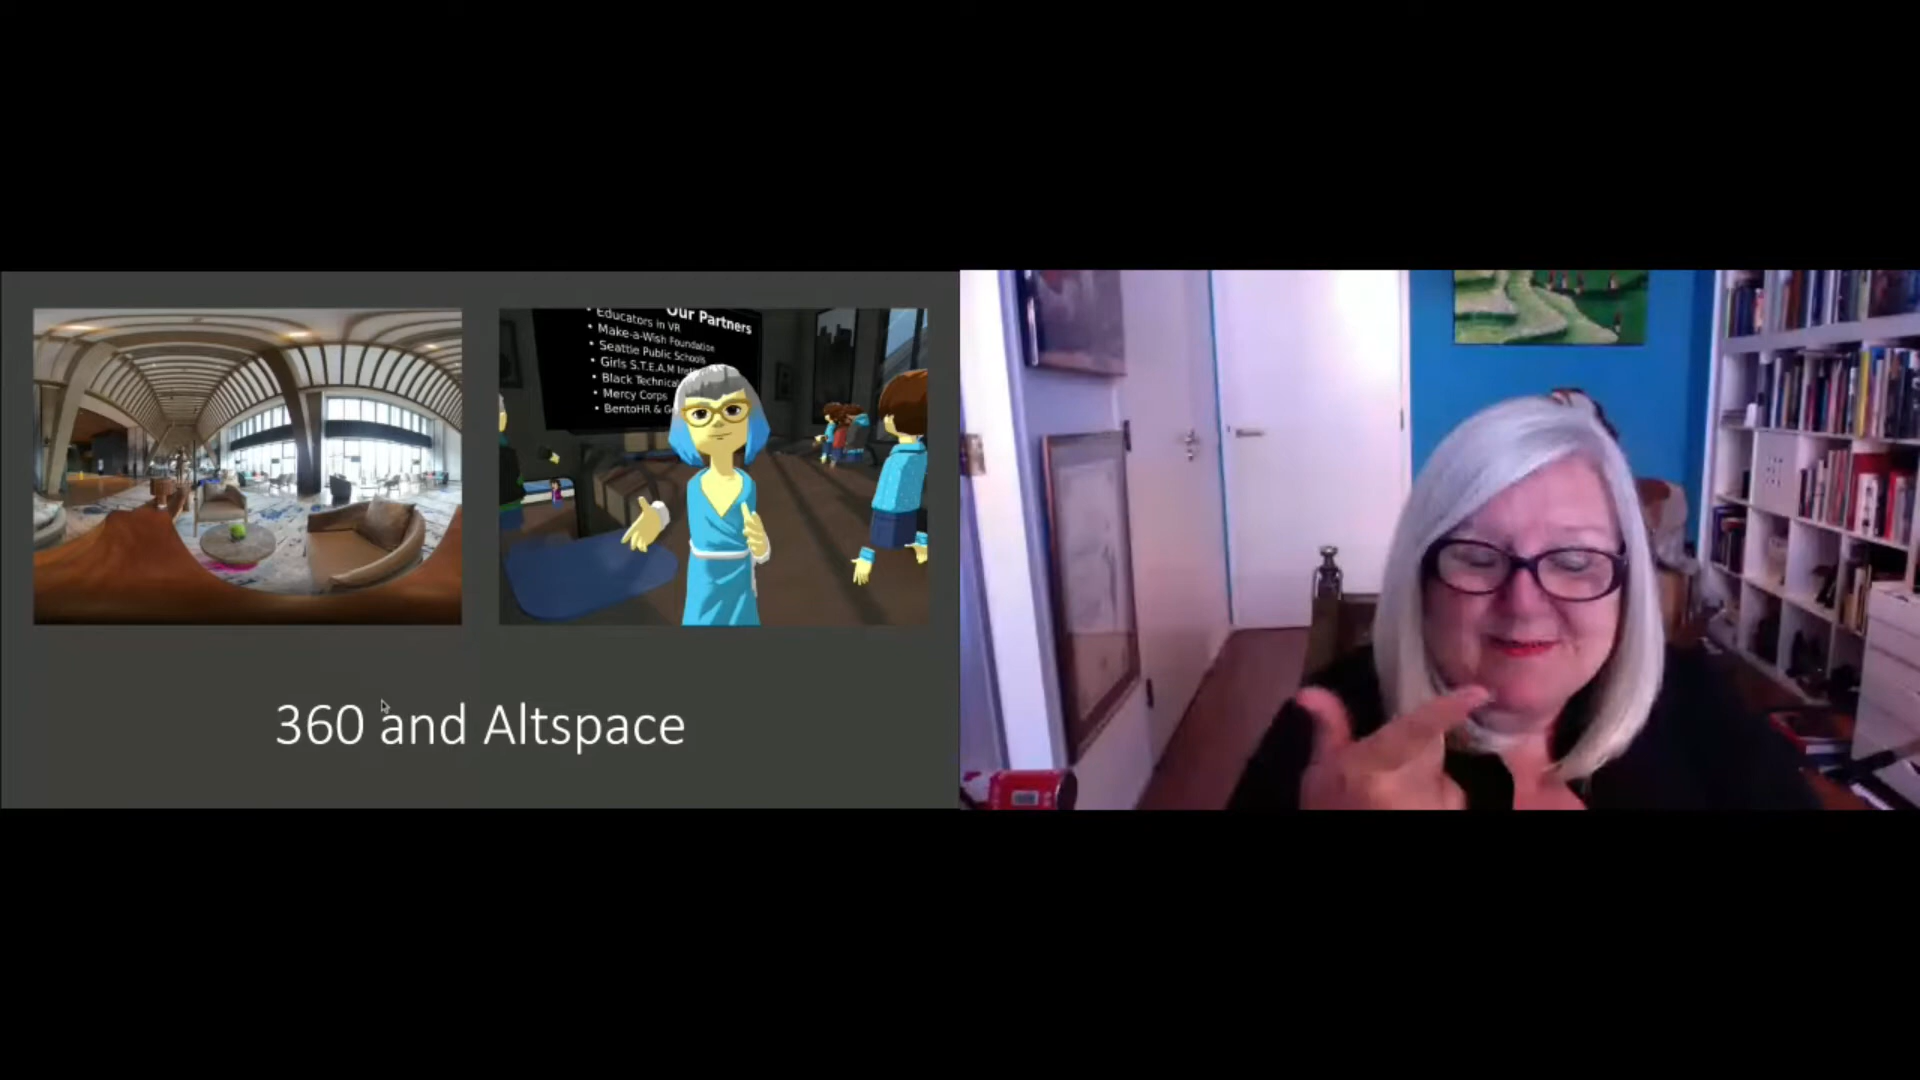 Our Partners
• Educators in VR
• Make-a-Wish Foundation
• Seattle Public Schools
• Girls S.T.E.A.M
• Black Technical
• Mercy Corps
• BentoHR &
360 and Altspace